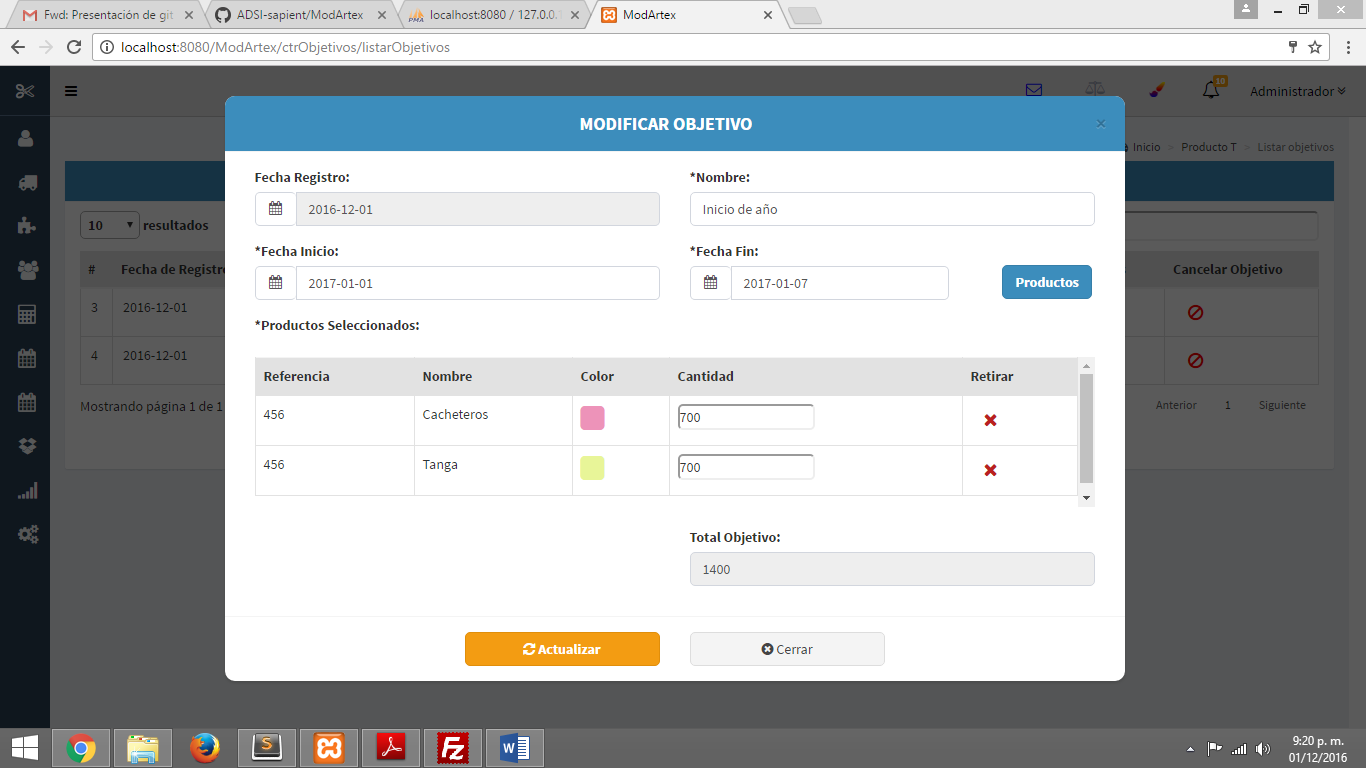 Fwd: Presentación de git
ADSI-sapient/ModArtex
localhost:8080 / 127.0.0.
ModArtex
localhost:8080/ModArtex/ctrObjetivos/listarObjetivos
10
Administrador
Inicio > Producto T > Listar objetivos
MODIFICAR OBJETIVO
×
Fecha Registro:
2016-12-01
*Nombre:
Inicio de año
*Fecha Inicio:
2017-01-01
*Fecha Fin:
2017-01-07
Productos
*Productos Seleccionados:
Referencia Nombre Color Cantidad Retirar
456 Cacheteros 700
456 Tanga 700
Total Objetivo:
1400
Actualizar
Cerrar
10 resultados
# Fecha de Registro Cancelar Objetivo
3 2016-12-01
4 2016-12-01
Mostrando página 1 de 1
Anterior 1 Siguiente
9:20 p. m.
01/12/2016